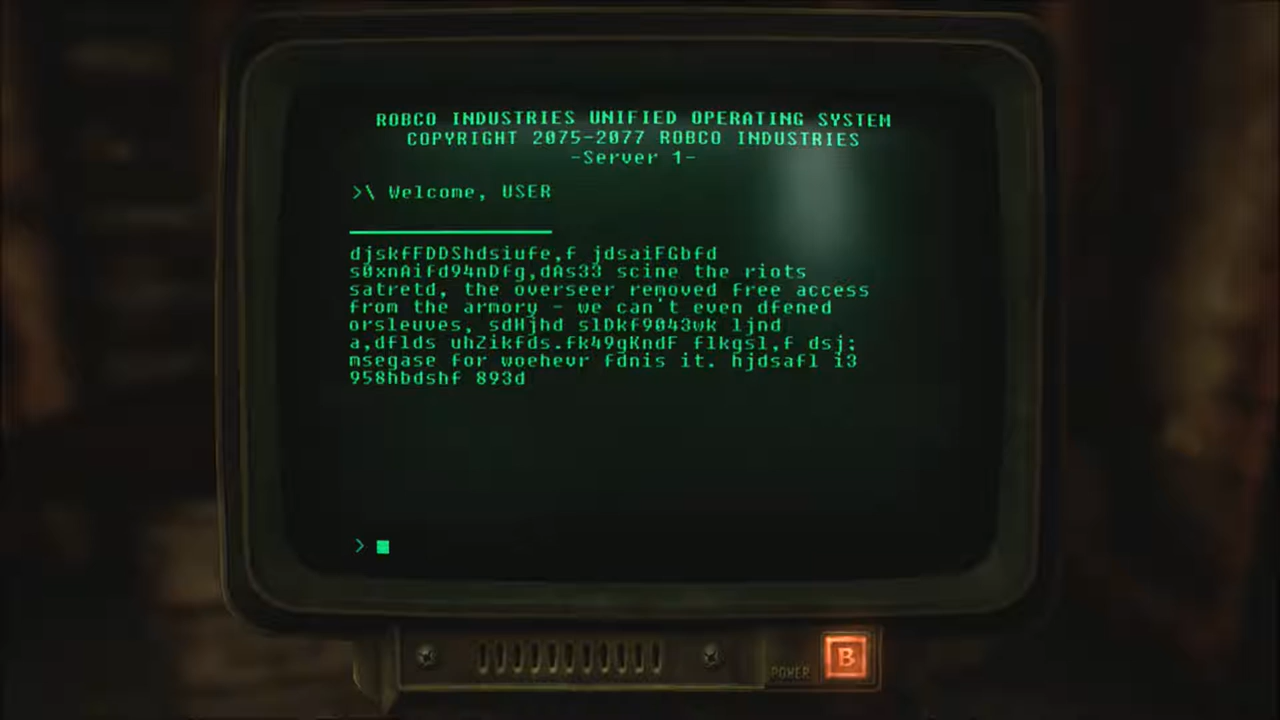 ROBCO INDUSTRIES UNIFIED OPERATING SYSTEM
COPYRIGHT 2075-2077 ROBCO INDUSTRIES
-Server 1-
>\ Welcome, USER
djskfFDDShdsiufe,f jdsaiFGbfd
s0xnAifd94nDfg,dAs33 scine the riots
satretd, the overseer removed free access
from the armory - we can't even dfened
orsleuves, sdHjhd slDkf9043wk ljnd
a,dflds uhZikfds.fk49gKndF flkgsl,f dsj;
msegase for woehevr fdnis it. hjdsafl i3
958hbdshf 893d
>
POWER B